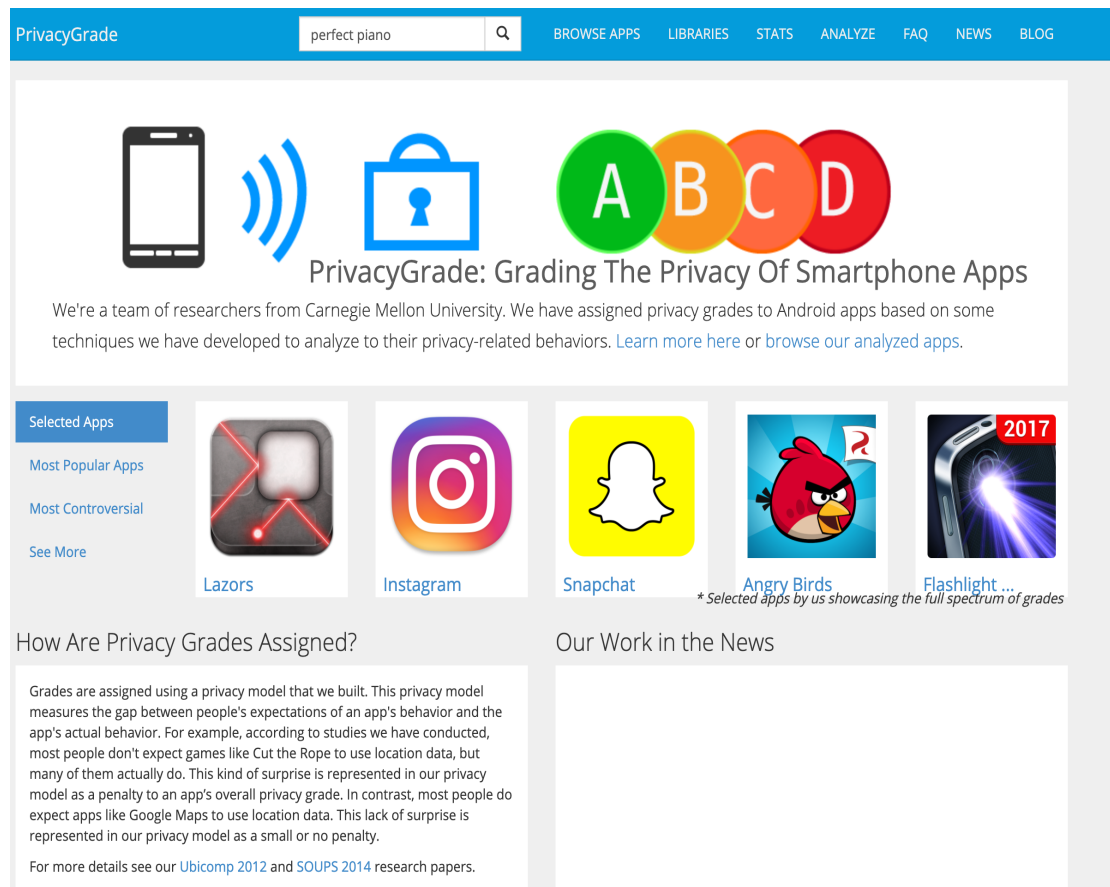 PrivacyGrade
perfect piano
BROWSE APPS
LIBRARIES
STATS
ANALYZE
FAQ
NEWS
BLOG
A B C D
PrivacyGrade: Grading The Privacy Of Smartphone Apps
We're a team of researchers from Carnegie Mellon University. We have assigned privacy grades to Android apps based on some
techniques we have developed to analyze to their privacy-related behaviors. Learn more here or browse our analyzed apps.
Selected Apps
Most Popular Apps
Most Controversial
See More
2017
Lazors
Instagram
Snapchat
Angry Birds
Flashlight ...
* Selected apps by us showcasing the full spectrum of grades
How Are Privacy Grades Assigned?
Grades are assigned using a privacy model that we built. This privacy model
measures the gap between people's expectations of an app's behavior and the
app's actual behavior. For example, according to studies we have conducted,
most people don't expect games like Cut the Rope to use location data, but
many of them actually do. This kind of surprise is represented in our privacy
model as a penalty to an app's overall privacy grade. In contrast, most people do
expect apps like Google Maps to use location data. This lack of surprise is
represented in our privacy model as a small or no penalty.
For more details see our Ubicomp 2012 and SOUPS 2014 research papers.
Our Work in the News